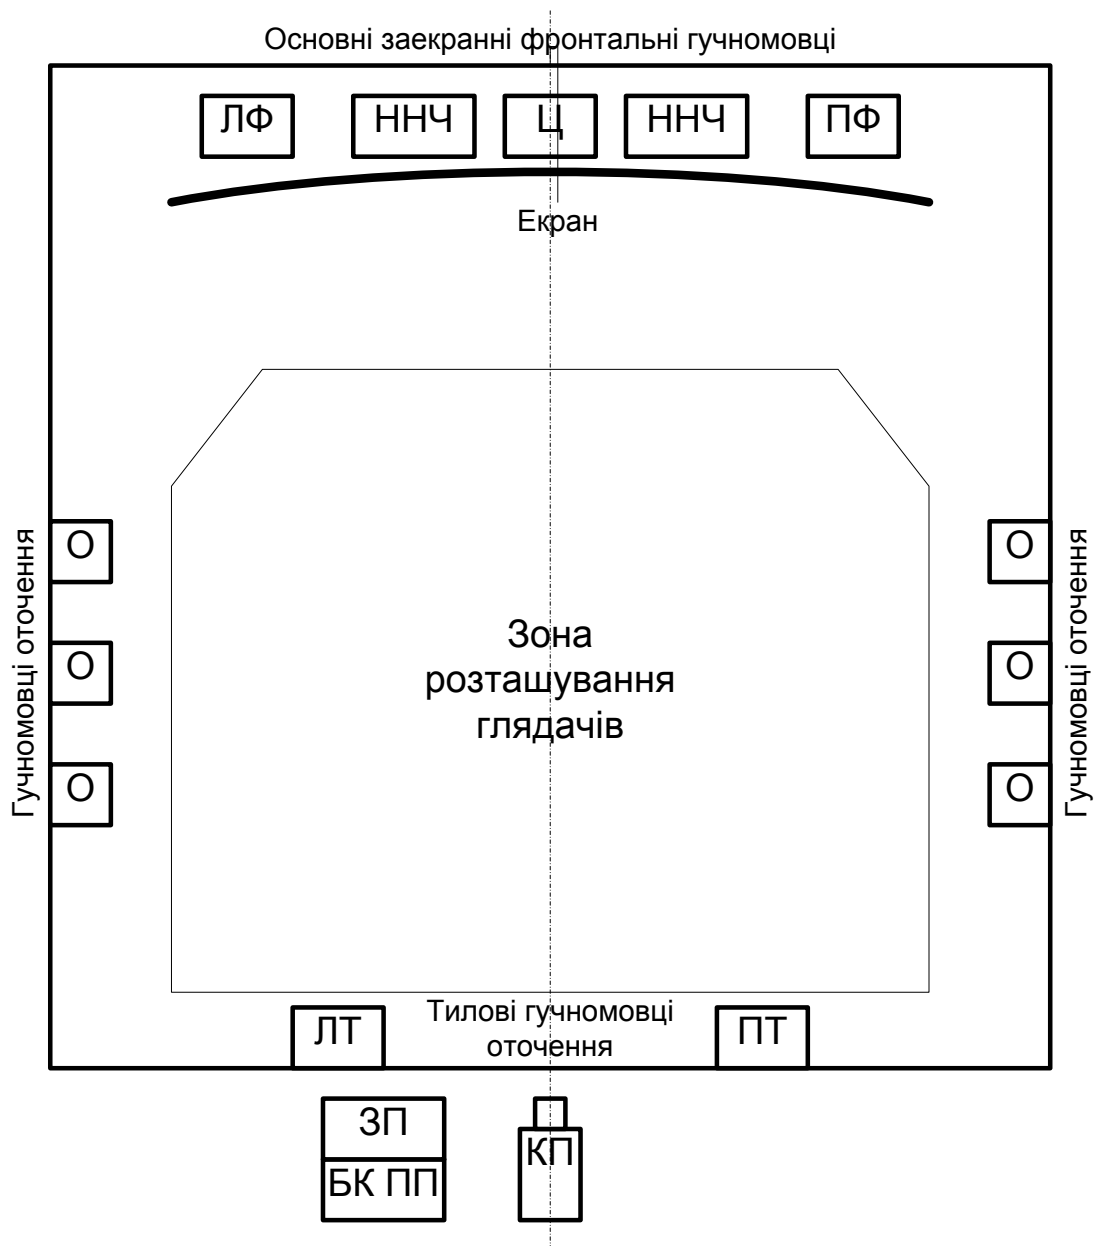 Основні заекранні фронтальні гучномовці
ЛФ ННЧ Ц ННЧ ПФ
Екран
Гучномовці оточення
О О
О О
О О
Гучномовці оточення
Зона
розташування
глядачів
ЛТ
Тилові гучномовці
оточення
ПТ
ЗП
БК ПП
КП